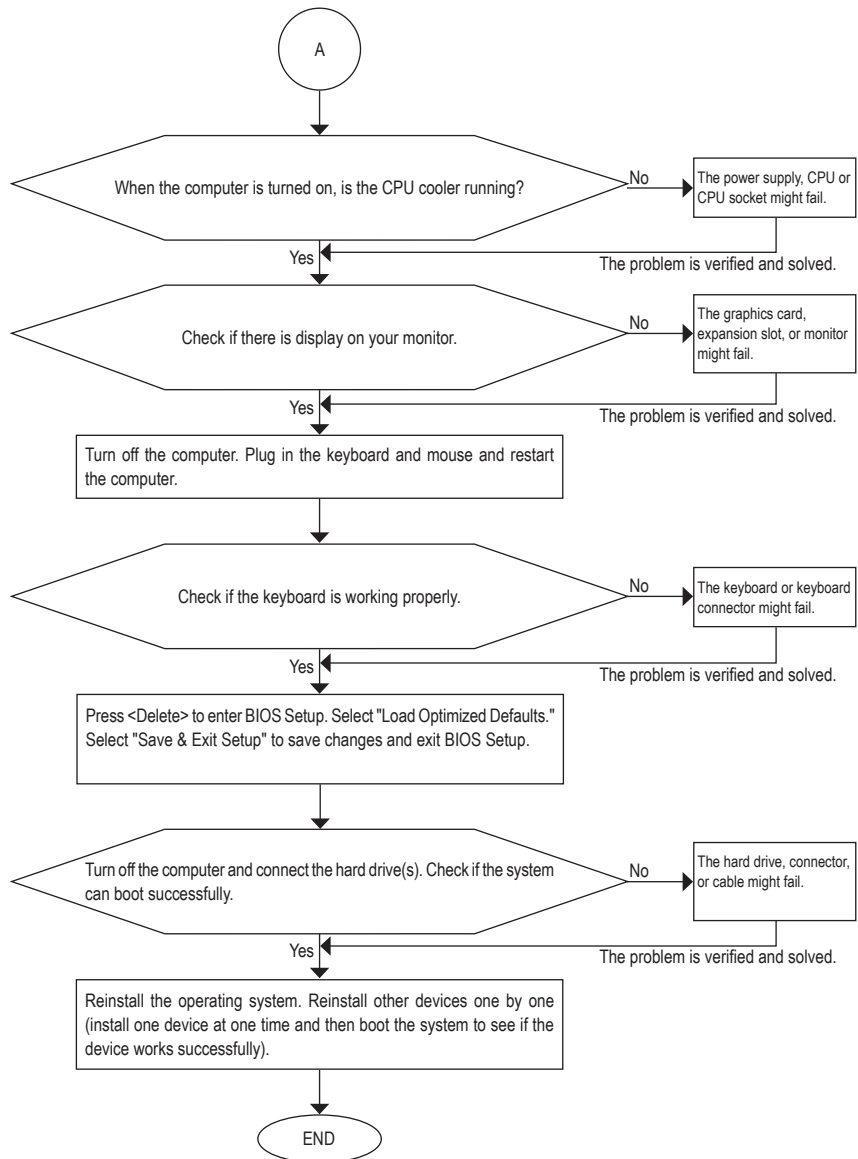 A
When the computer is turned on, is the CPU cooler running?
No
The power supply, CPU or
CPU socket might fail.
Yes
The problem is verified and solved.
Check if there is display on your monitor.
No
The graphics card,
expansion slot, or monitor
might fail.
Yes
The problem is verified and solved.
Turn off the computer. Plug in the keyboard and mouse and restart
the computer.
Check if the keyboard is working properly.
No
The keyboard or keyboard
connector might fail.
Yes
The problem is verified and solved.
Press <Delete> to enter BIOS Setup. Select "Load Optimized Defaults."
Select "Save & Exit Setup" to save changes and exit BIOS Setup.
Turn off the computer and connect the hard drive(s). Check if the system
can boot successfully.
No
The hard drive, connector,
or cable might fail.
Yes
The problem is verified and solved.
Reinstall the operating system. Reinstall other devices one by one
(install one device at one time and then boot the system to see if the
device works successfully).
END